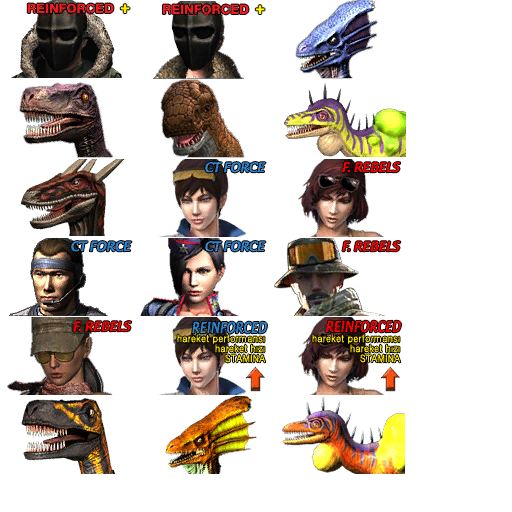 REINFORCED +
REINFORCED +
CT FORCE
F. REBELS
CT FORCE
CT FORCE
F. REBELS
F. REBELS
REINFORCED
hareket performansı
hareket hızı
STAMINA
REINFORCED
hareket performansı
hareket hızı
STAMINA